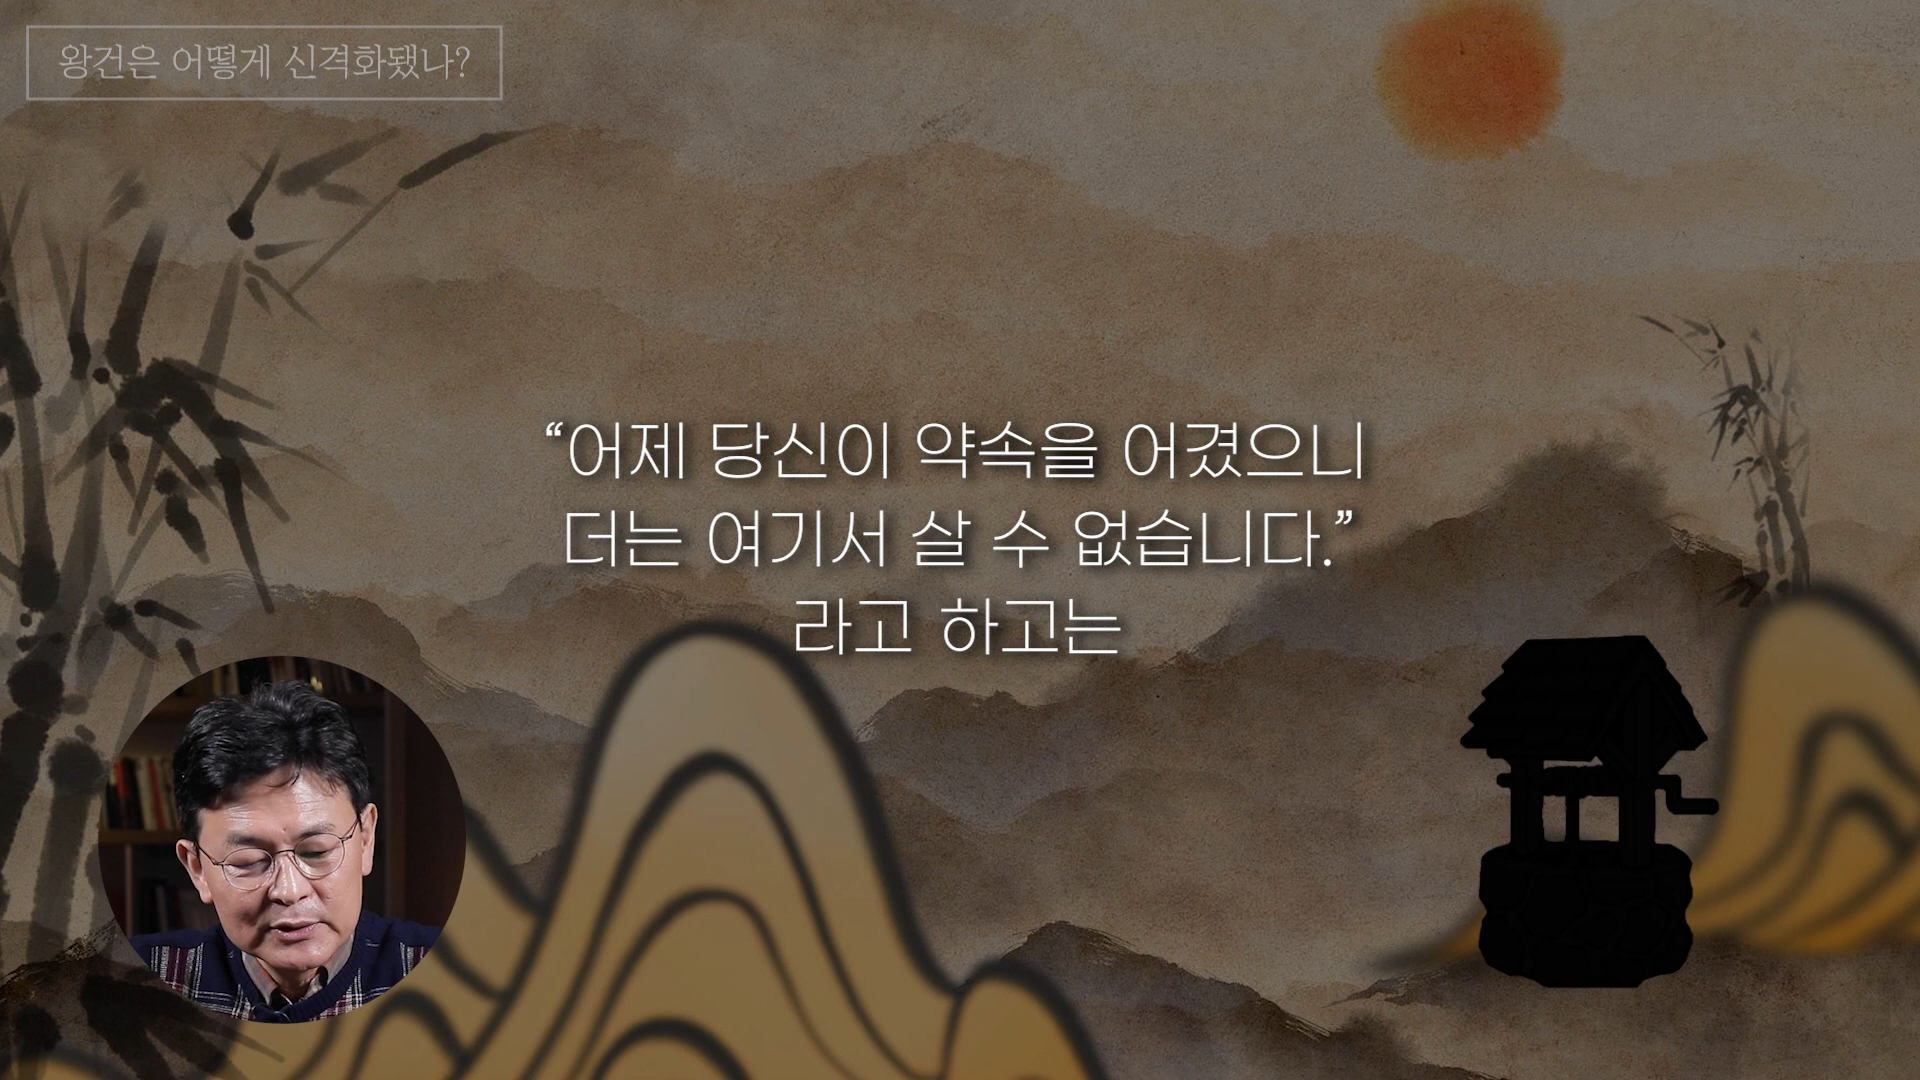 왕건은 어떻게 신격화됐나?
“어제 당신이 약속을 어겼으니
더는 여기서 살 수 없습니다.”
라고 하고는